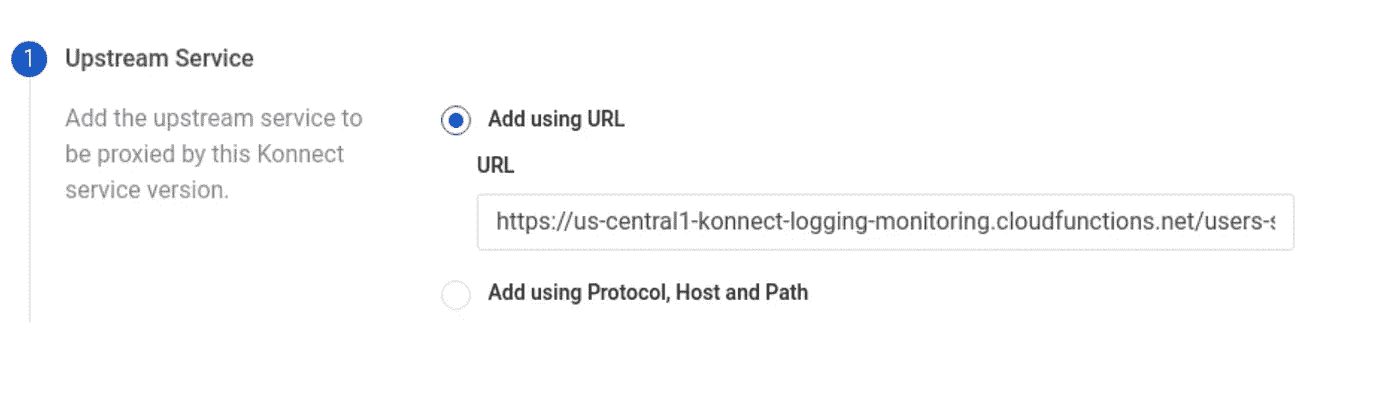 1 Upstream Service
Add the upstream service to
be proxied by this Konnect
service version.
Add using URL
URL
https://us-central1-konnect-logging-monitoring.cloudfunctions.net/users-
Add using Protocol, Host and Path